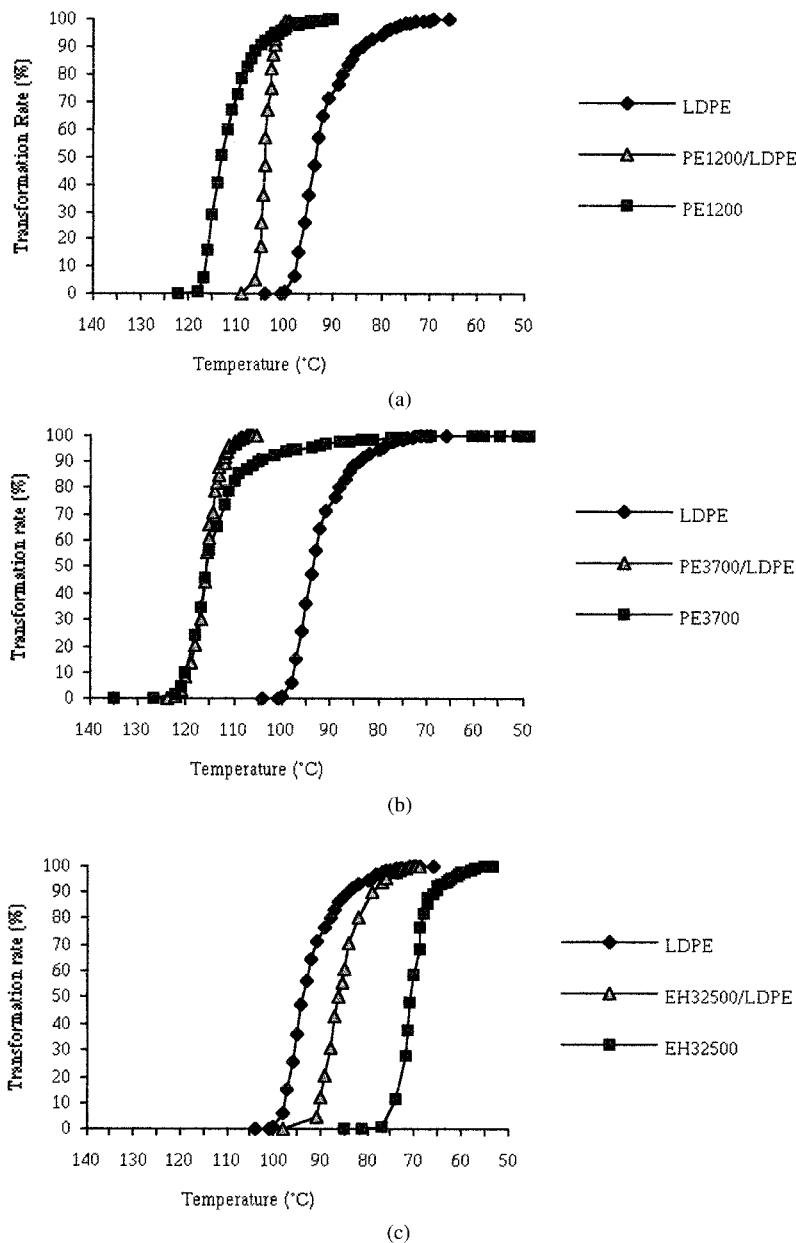 Transformation Rate (%)
100
90
80
70
60
50
40
30
20
10
0
140 130 120 110 100 90 80 70 60 50
Temperature (˚C)
LDPE
PE1200/LDPE
PE1200
(a)
Transformation rate (%)
100
90
80
70
60
50
40
30
20
10
0
140 130 120 110 100 90 80 70 60 50
Temperature (˚C)
LDPE
PE3700/LDPE
PE3700
(b)
Transformation rate (%)
100
90
80
70
60
50
40
30
20
10
0
140 130 120 110 100 90 80 70 60 50
Temperature (˚C)
LDPE
EH32500/LDPE
EH32500
(c)